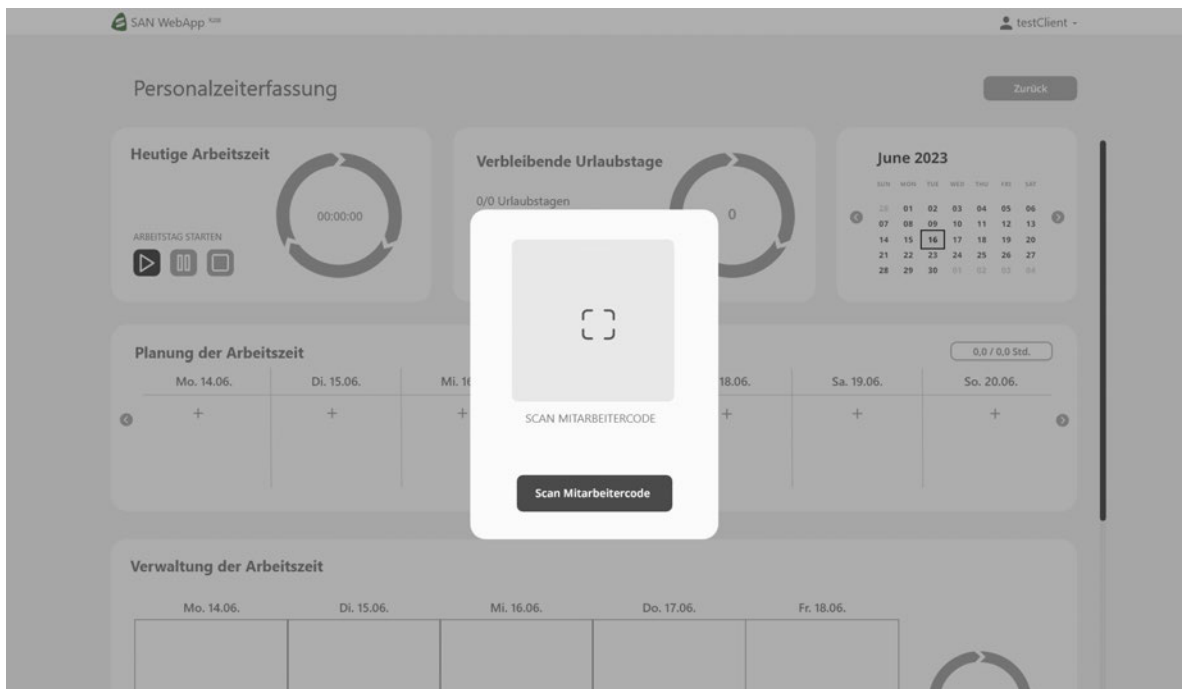 SAN WebApp
testClient
Personalzeiterfassung
Zurück
Heutige Arbeitszeit
00:00:00
ARBEITSTAG STARTEN
Verbleibende Urlaubstage
0/0 Urlaubstagen
0
June 2023
SUN MON TUE WED THU FRI SAT
28 01 02 03 04 05 06
07 08 09 10 11 12 13
14 15 16 17 18 19 20
21 22 23 24 25 26 27
28 29 30 01 02 03 04
Planung der Arbeitszeit
0,0 / 0,0 Std.
Mo. 14.06. Di. 15.06. Mi. 16 18.06. Sa. 19.06. So. 20.06.
+ + + + + +
SCAN MITARBEITERCODE
Scan Mitarbeitercode
Verwaltung der Arbeitszeit
Mo. 14.06. Di. 15.06. Mi. 16.06. Do. 17.06. Fr. 18.06.